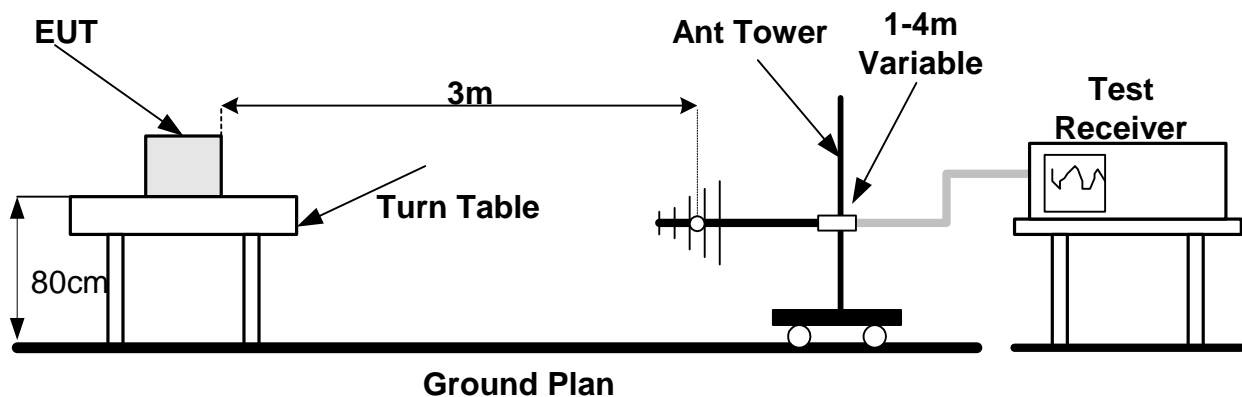 EUT
Ant Tower
1-4m
Variable
3m
Test
Receiver
Turn Table
80cm
Ground Plan